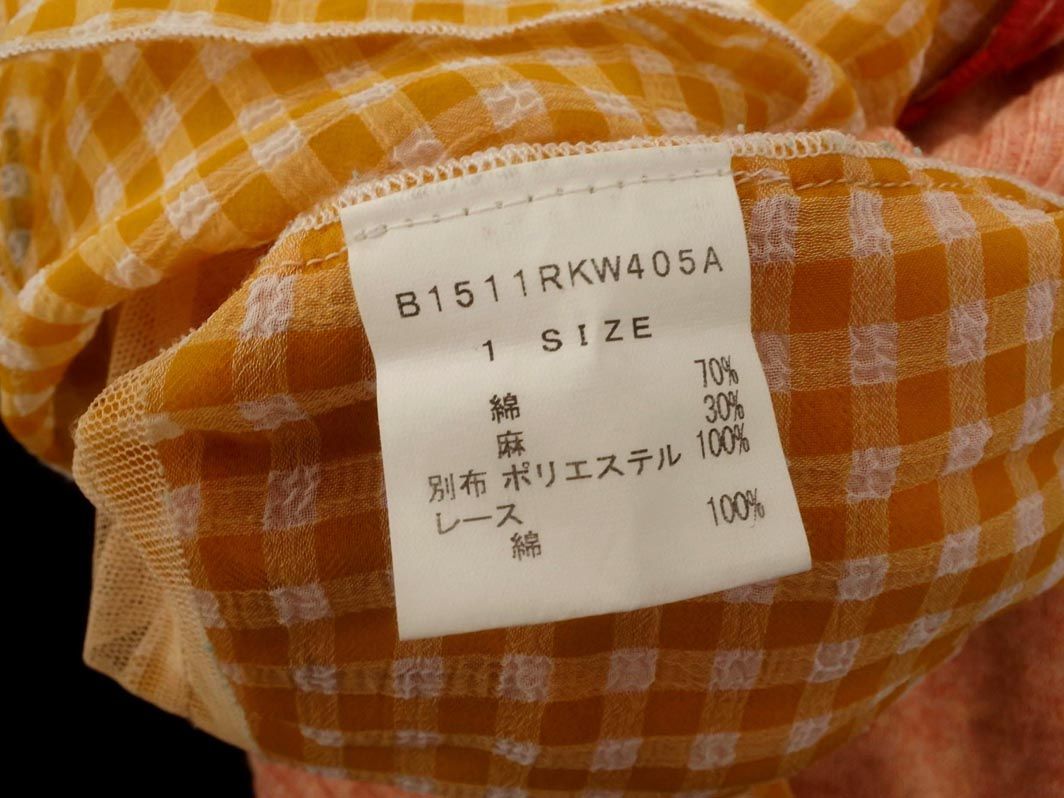 B1511RKW405A
1 SIZE
綿 70%
麻 30%
別布 ポリエステル 100%
レース
綿 100%